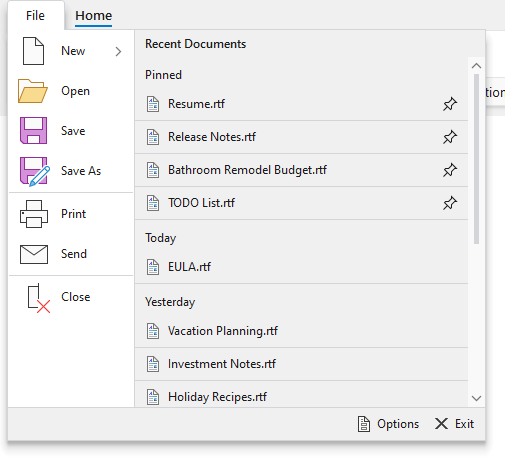 File Home
New
Open
Save
Save As
Print
Send
Close
Recent Documents
Pinned
Resume.rtf
Release Notes.rtf
Bathroom Remodel Budget.rtf
TODO List.rtf
Today
EULA.rtf
Yesterday
Vacation Planning.rtf
Investment Notes.rtf
Holiday Recipes.rtf
Options Exit